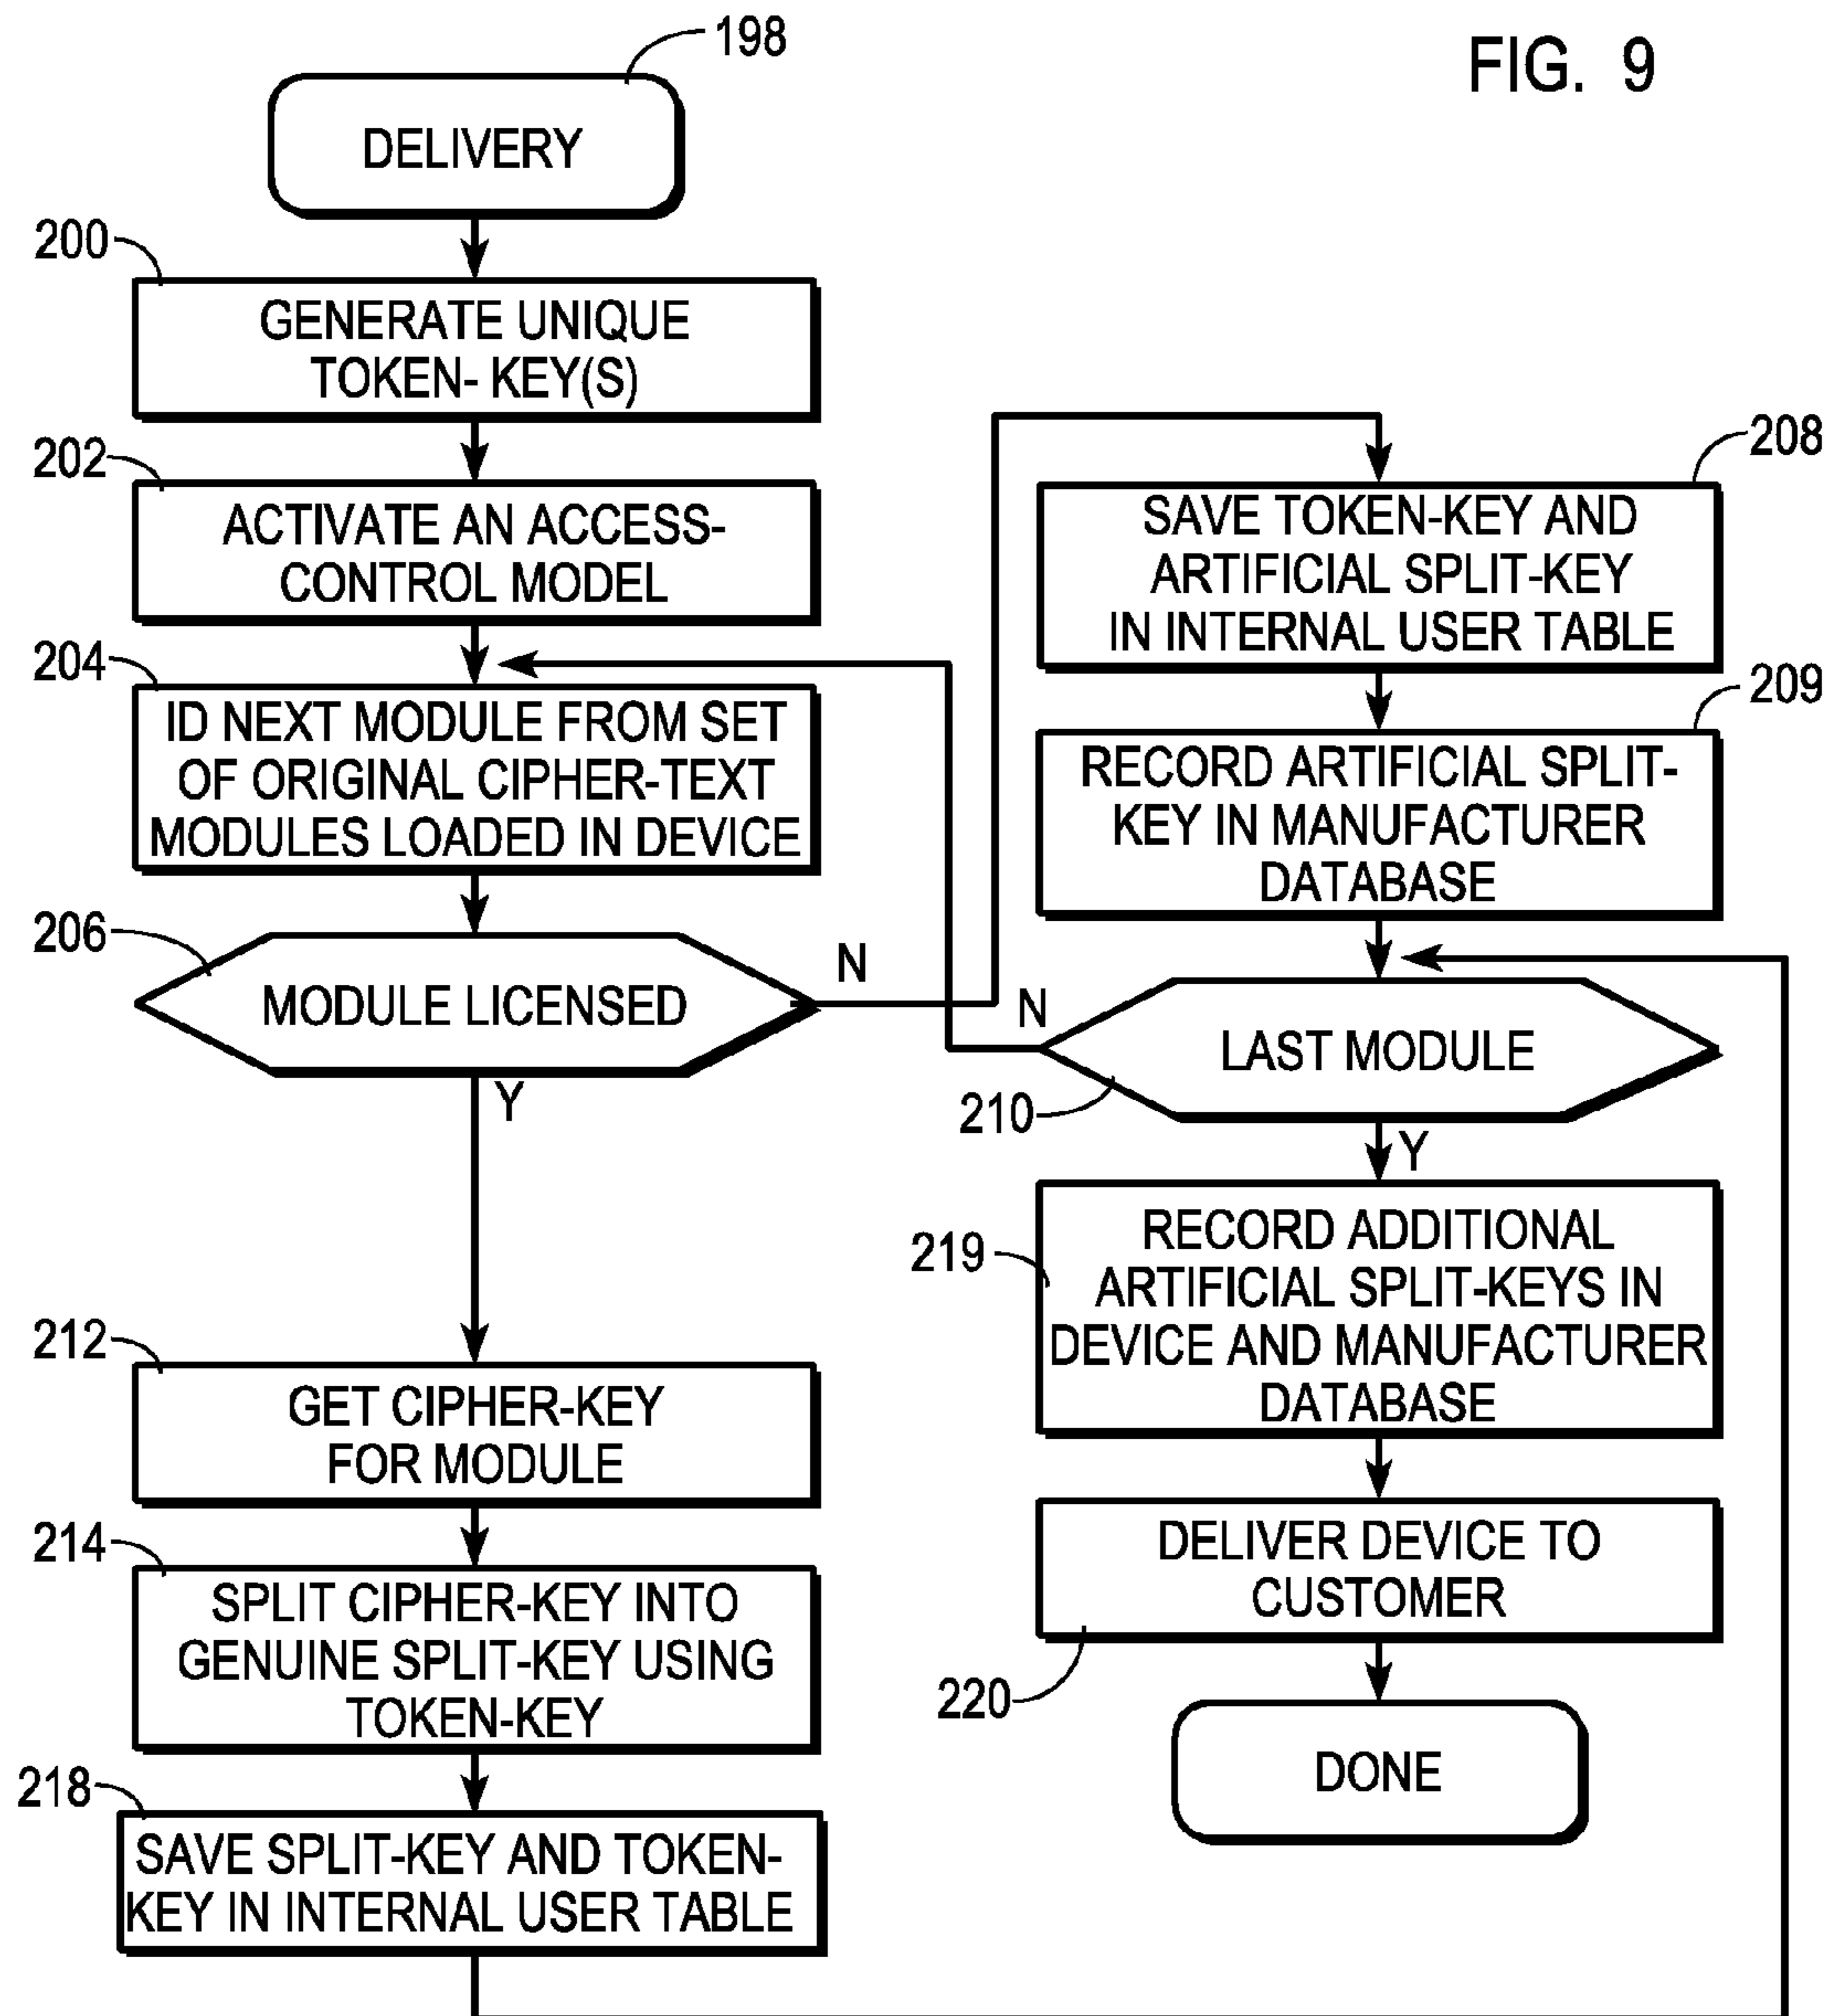 FIG. 9
198
DELIVERY
200
GENERATE UNIQUE
TOKEN- KEY(S)
202
ACTIVATE AN ACCESS-
CONTROL MODEL
204
ID NEXT MODULE FROM SET
OF ORIGINAL CIPHER-TEXT
MODULES LOADED IN DEVICE
206
MODULE LICENSED
N
Y
212
GET CIPHER-KEY
FOR MODULE
214
SPLIT CIPHER-KEY INTO
GENUINE SPLIT-KEY USING
TOKEN-KEY
218
SAVE SPLIT-KEY AND TOKEN-
KEY IN INTERNAL USER TABLE
208
SAVE TOKEN-KEY AND
ARTIFICIAL SPLIT-KEY
IN INTERNAL USER TABLE
209
RECORD ARTIFICIAL SPLIT-
KEY IN MANUFACTURER
DATABASE
N
LAST MODULE
210
Y
219
RECORD ADDITIONAL
ARTIFICIAL SPLIT-KEYS IN
DEVICE AND MANUFACTURER
DATABASE
DELIVER DEVICE TO
CUSTOMER
220
DONE